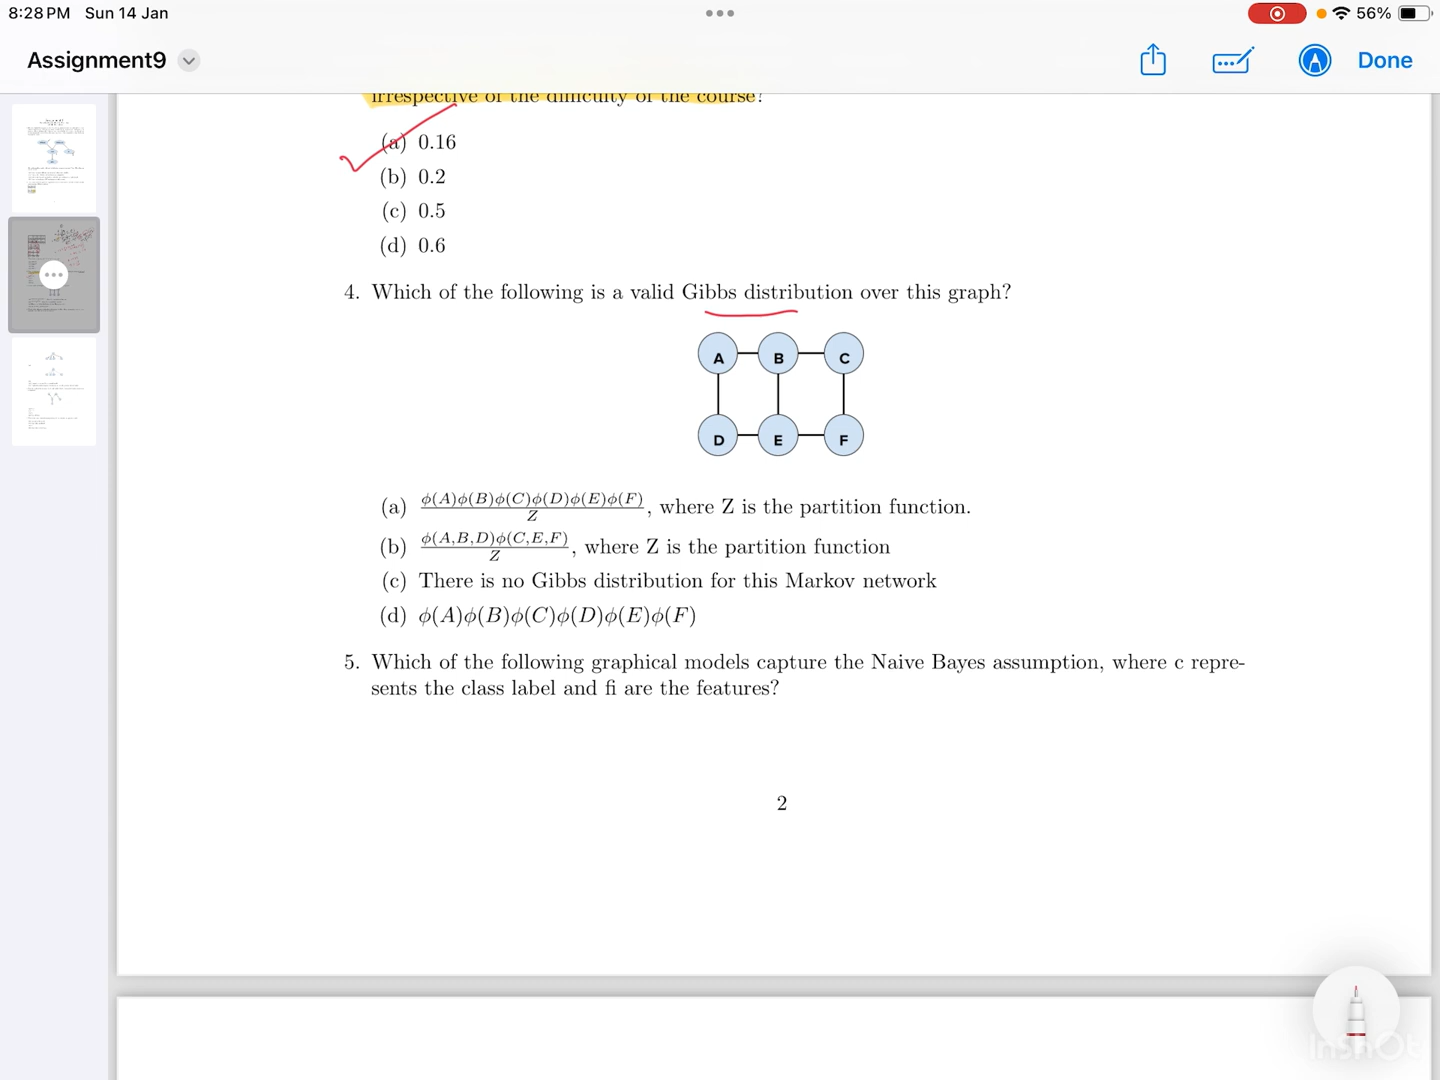 8:28 PM Sun 14 Jan
56%
Assignment9
Done
irrespective of the difficulty of the course?
(a) 0.16
(b) 0.2
(c) 0.5
(d) 0.6
4. Which of the following is a valid Gibbs distribution over this graph?
A B C
D E F
(a) ϕ(A)ϕ(B)ϕ(C)ϕ(D)ϕ(E)ϕ(F)/Z, where Z is the partition function.
(b) ϕ(A,B,D)ϕ(C,E,F)/Z, where Z is the partition function
(c) There is no Gibbs distribution for this Markov network
(d) ϕ(A)ϕ(B)ϕ(C)ϕ(D)ϕ(E)ϕ(F)
5. Which of the following graphical models capture the Naive Bayes assumption, where c repre-
sents the class label and fi are the features?
2
InShOt